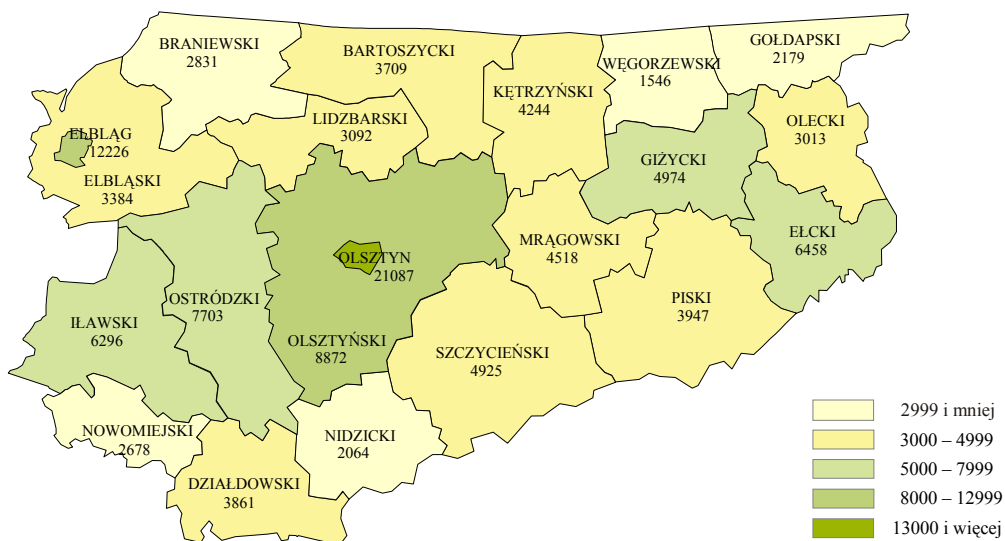 BRANIEWSKI
2831
BARTOSZYCKI
3709
KĘTRZYŃSKI
4244
WĘGORZEWSKI
1546
GOŁDAPSKI
2179
ELBLĄG
12226
LIDZBARSKI
3092
OLECKI
3013
GIŻYCKI
4974
ELBLĄSKI
3384
EŁCKI
6458
MRĄGOWSKI
4518
OLSZTYN
21087
OSTRÓDZKI
7703
PISKI
3947
IŁAWSKI
6296
OLSZTYŃSKI
8872
SZCZYCIEŃSKI
4925
NOWOMIEJSKI
2678
NIDZICKI
2064
DZIAŁDOWSKI
3861
2999 i mniej
3000 – 4999
5000 – 7999
8000 – 12999
13000 i więcej